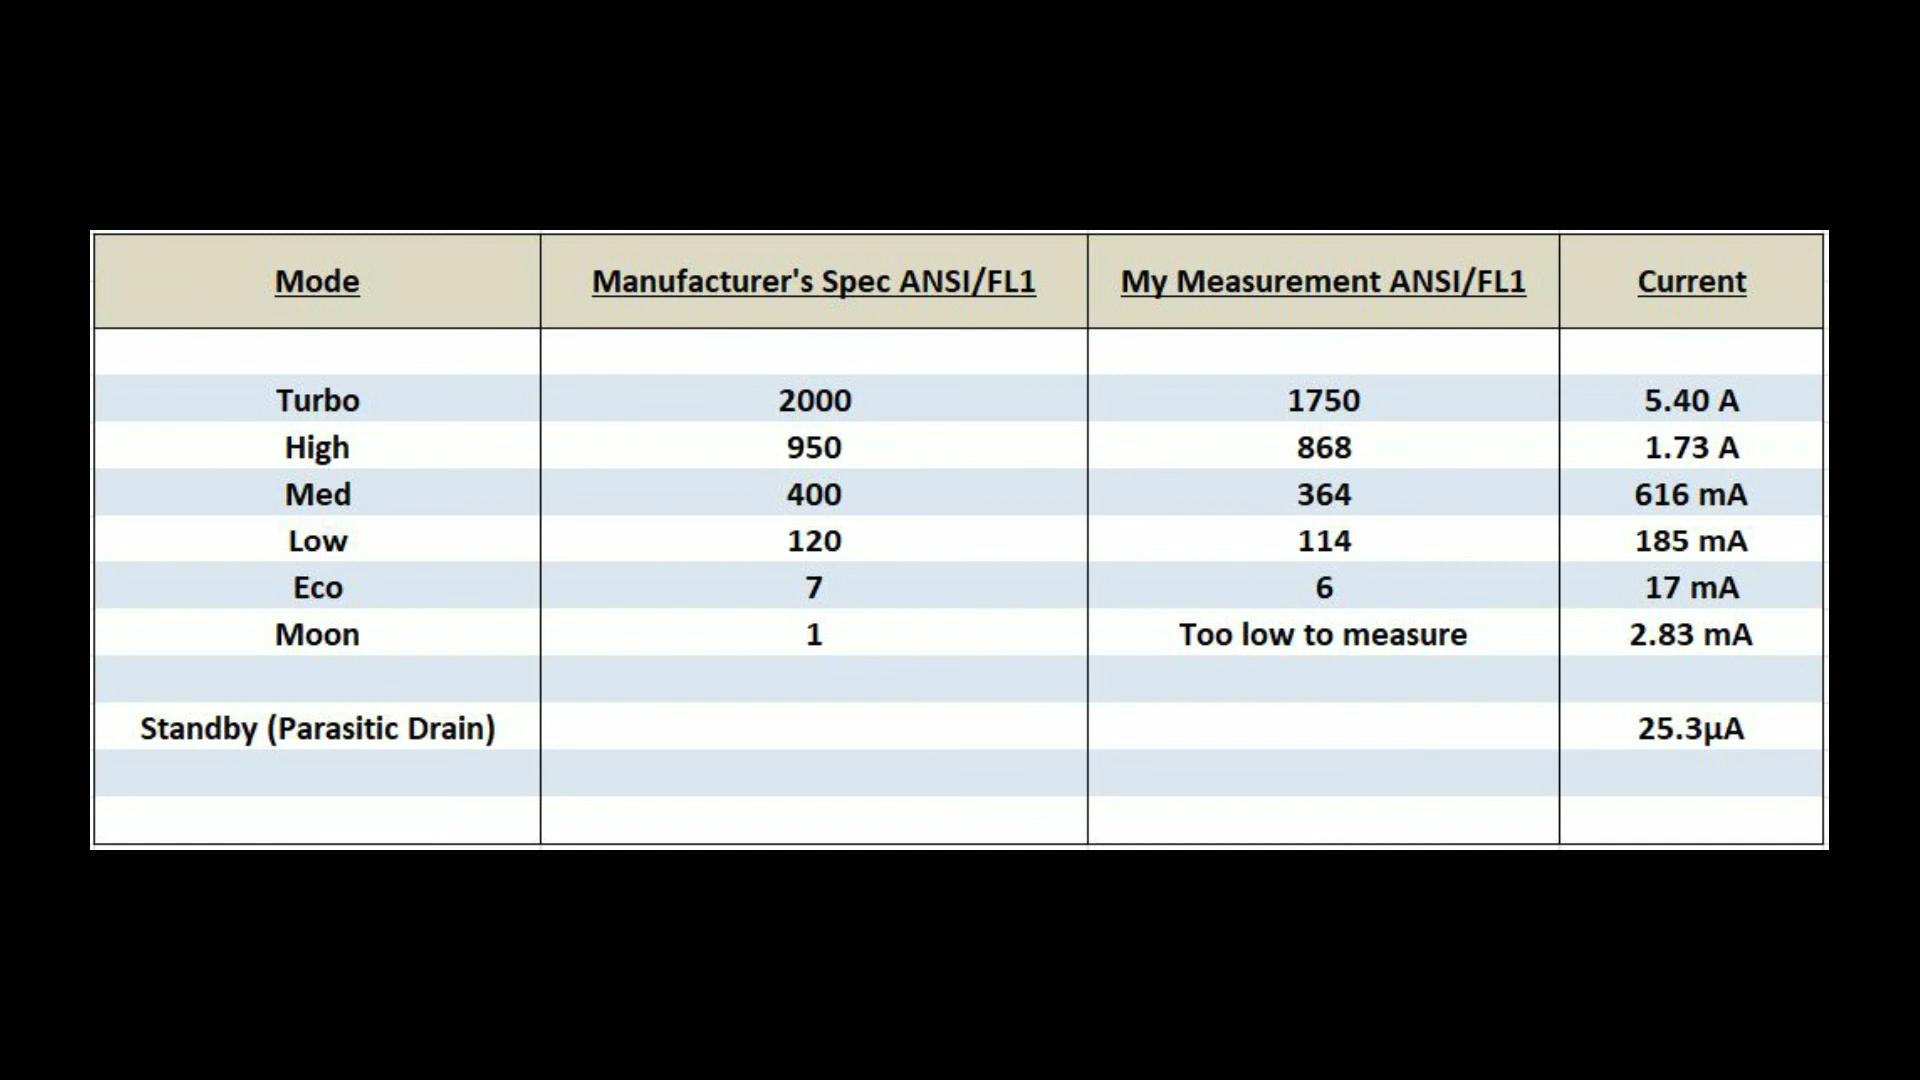 Mode Manufacturer's Spec ANSI/FL1 My Measurement ANSI/FL1 Current
Turbo 2000 1750 5.40 A
High 950 868 1.73 A
Med 400 364 616 mA
Low 120 114 185 mA
Eco 7 6 17 mA
Moon 1 Too low to measure 2.83 mA
Standby (Parasitic Drain) 25.3µA